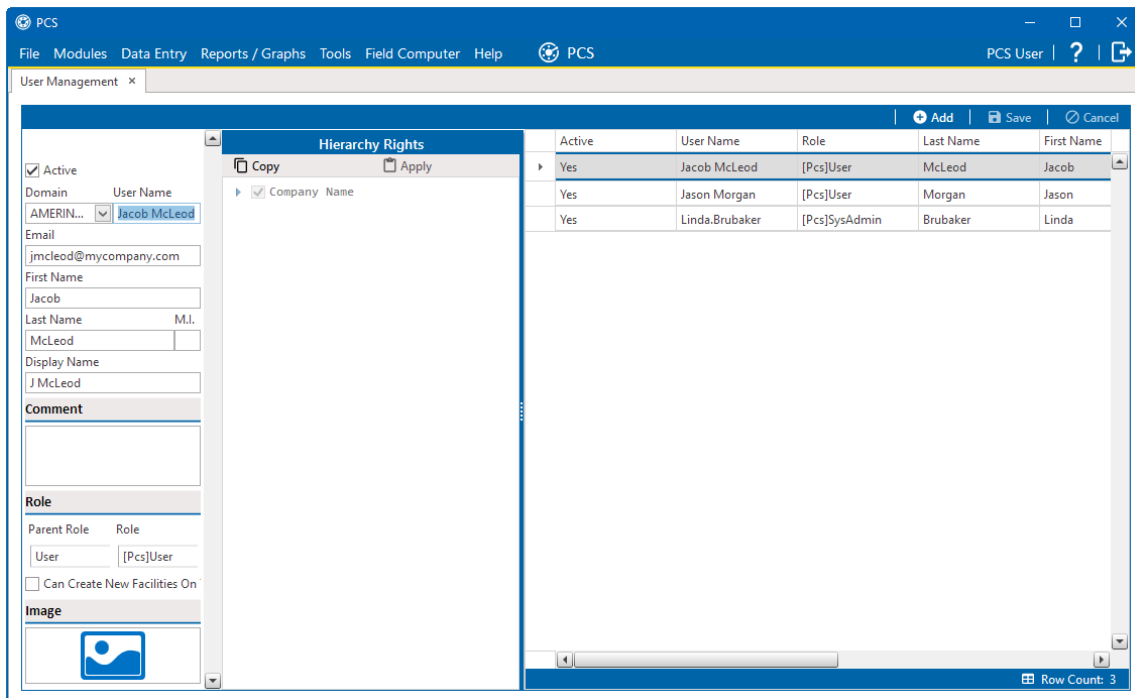 PCS
File Modules Data Entry Reports / Graphs Tools Field Computer Help PCS PCS User | ? |
User Management ×
Add | Save | Cancel
Hierarchy Rights
Copy Apply
Company Name
Active
Domain User Name
AMERIN... Jacob McLeod
Email
jmcleod@mycompany.com
First Name
Jacob
Last Name M.I.
McLeod
Display Name
J McLeod
Comment
Role
Parent Role Role
User [Pcs]User
Can Create New Facilities On
Image
Active User Name Role Last Name First Name
Yes Jacob McLeod [Pcs]User McLeod Jacob
Yes Jason Morgan [Pcs]User Morgan Jason
Yes Linda.Brubaker [Pcs]SysAdmin Brubaker Linda
Row Count: 3